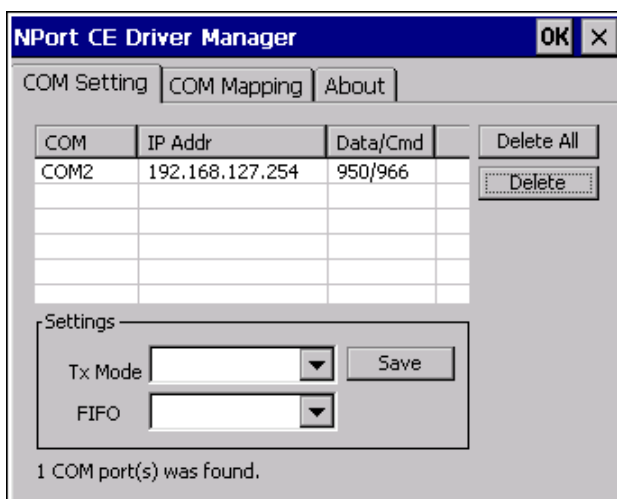 NPort CE Driver Manager OK ×
COM Setting COM Mapping About
COM IP Addr Data/Cmd Delete All
COM2 192.168.127.254 950/966
Delete
Settings
Tx Mode Save
FIFO
1 COM port(s) was found.